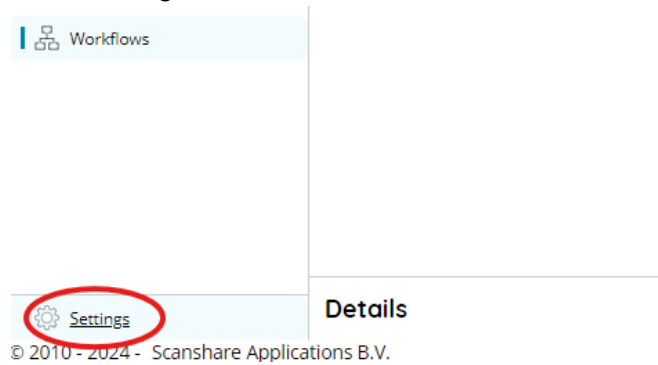 Workflows
Settings
Details
© 2010 - 2024 - Scanshare Applications B.V.